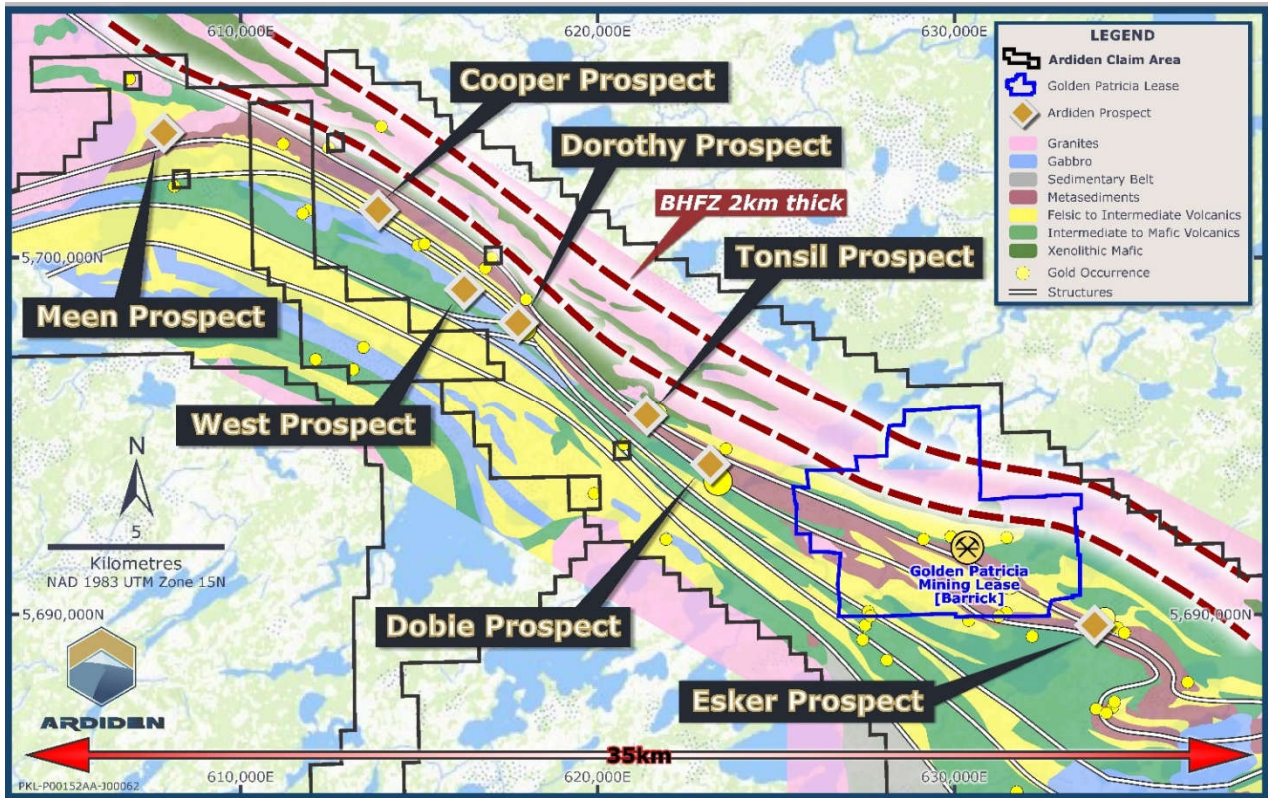 610,000E
620,000E
630,000E
LEGEND
Ardiden Claim Area
Golden Patricia Lease
Ardiden Prospect
Granites
Gabbro
Sedimentary Belt
Metasediments
Felsic to Intermediate Volcanics
Intermediate to Mafic Volcanics
Xenolithic Mafic
Gold Occurrence
Structures
Cooper Prospect
Dorothy Prospect
BHFZ 2km thick
Tonsil Prospect
5,700,000N
5,700,000N
Meen Prospect
West Prospect
N
5
Kilometres
NAD 1983 UTM Zone 15N
Golden Patricia
Mining Lease
[Barrick]
5,690,000N
5,690,000N
Dobie Prospect
Esker Prospect
ARDIDEN
35km
610,000E
620,000E
630,000E
PKL-P00152AA-J00062